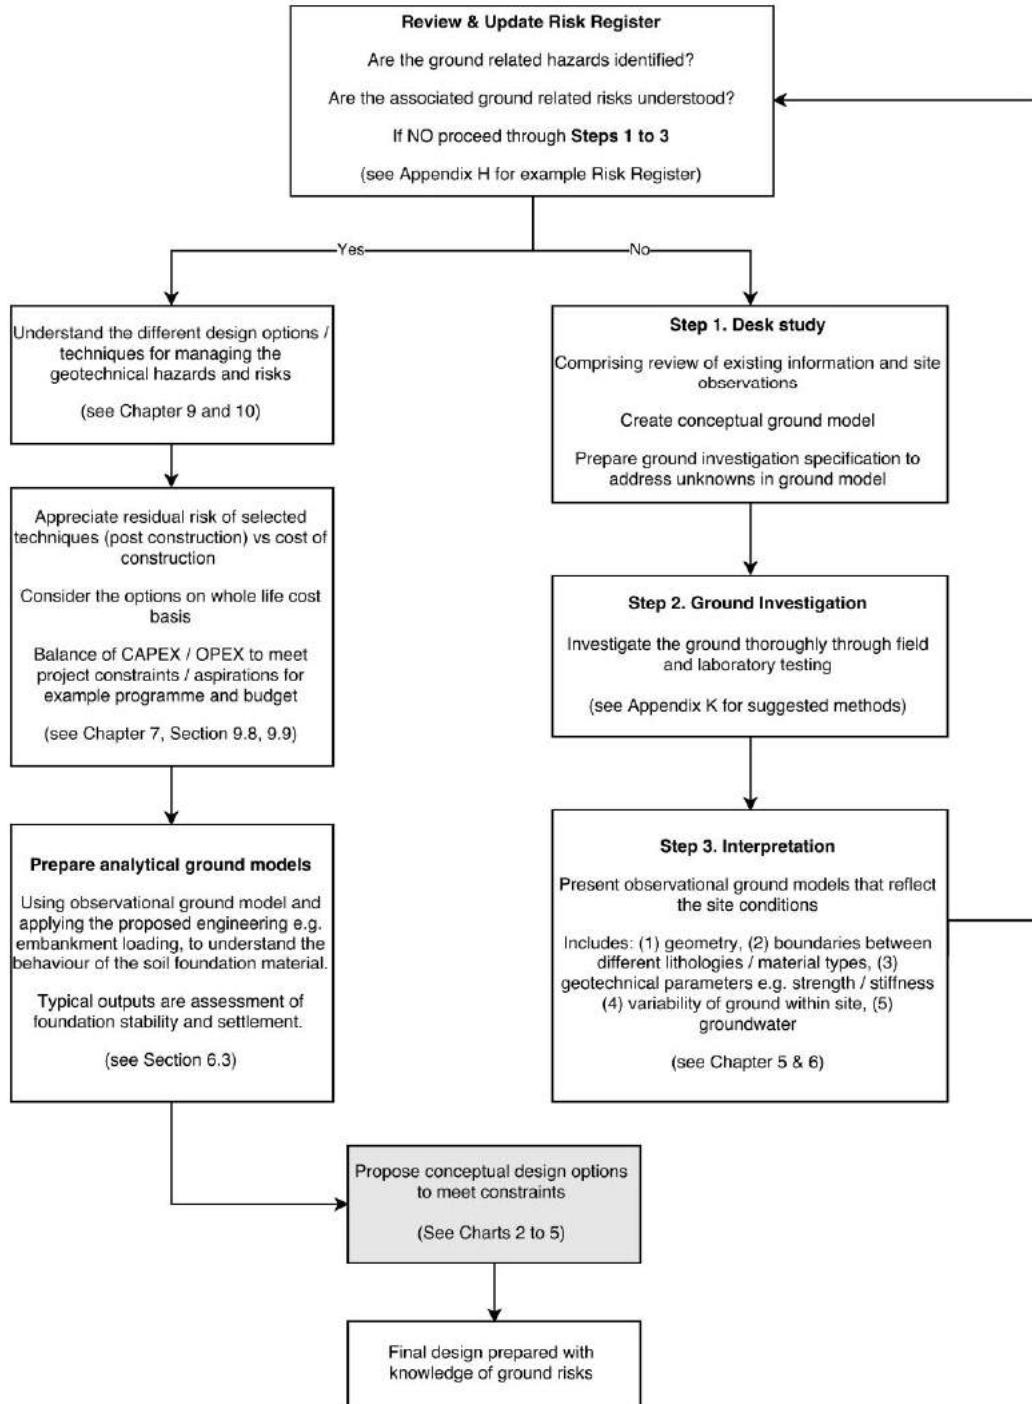 Review & Update Risk Register
Are the ground related hazards identified?
Are the associated ground related risks understood?
If NO proceed through Steps 1 to 3
(see Appendix H for example Risk Register)
Yes
No
Understand the different design options /
techniques for managing the
geotechnical hazards and risks
(see Chapter 9 and 10)
Appreciate residual risk of selected
techniques (post construction) vs cost of
construction
Consider the options on whole life cost
basis
Balance of CAPEX / OPEX to meet
project constraints / aspirations for
example programme and budget
(see Chapter 7, Section 9.8, 9.9)
Prepare analytical ground models
Using observational ground model and
applying the proposed engineering e.g.
embankment loading, to understand the
behaviour of the soil foundation material.
Typical outputs are assessment of
foundation stability and settlement.
(see Section 6.3)
Step 1. Desk study
Comprising review of existing information and site
observations
Create conceptual ground model
Prepare ground investigation specification to
address unknowns in ground model
Step 2. Ground Investigation
Investigate the ground thoroughly through field
and laboratory testing
(see Appendix K for suggested methods)
Step 3. Interpretation
Present observational ground models that reflect
the site conditions
Includes: (1) geometry, (2) boundaries between
different lithologies / material types, (3)
geotechnical parameters e.g. strength / stiffness
(4) variability of ground within site, (5)
groundwater
(see Chapter 5 & 6)
Propose conceptual design options
to meet constraints
(See Charts 2 to 5)
Final design prepared with
knowledge of ground risks